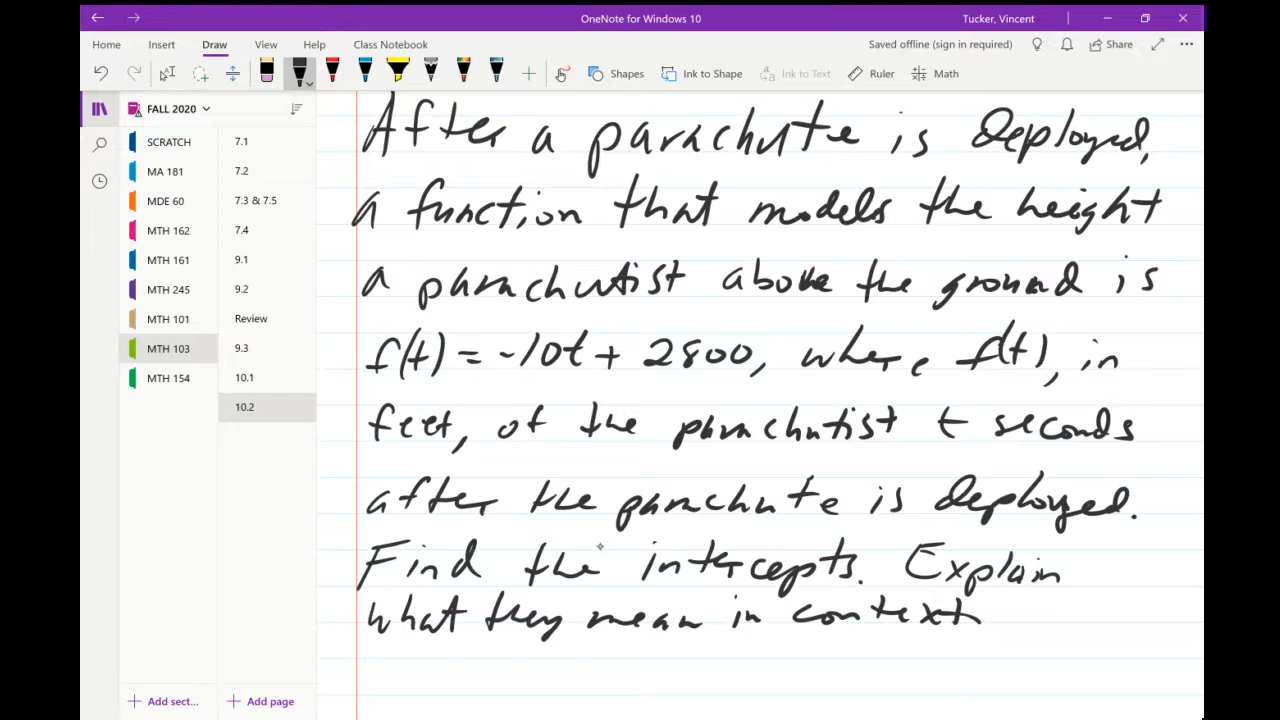 OneNote for Windows 10
Tucker, Vincent
Home Insert Draw View Help Class Notebook
Saved offline (sign in required)
Share
Shapes Ink to Shape Ink to Text Ruler Math
FALL 2020
SCRATCH
MA 181
MDE 60
MTH 162
MTH 161
MTH 245
MTH 101
MTH 103
MTH 154
Add sect...
7.1
7.2
7.3 & 7.5
7.4
9.1
9.2
Review
9.3
10.1
10.2
Add page
After a parachute is deployed,
a function that models the height
a parachutist above the ground is
f(t) = -10t + 2800, where f(t), in
feet, of the parachutist t seconds
after the parachute is deployed.
Find the intercepts. Explain
what they mean in context